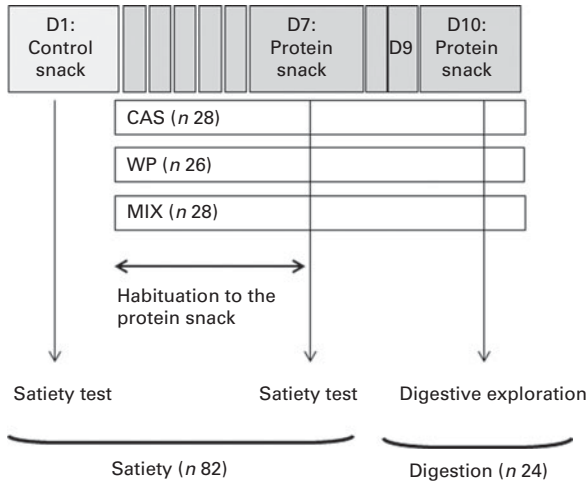 D1:
Control
snack
D7:
Protein
snack
D9
D10:
Protein
snack
CAS (n 28)
WP (n 26)
MIX (n 28)
Habituation to the
protein snack
Satiety test
Satiety test
Digestive exploration
Satiety (n 82)
Digestion (n 24)